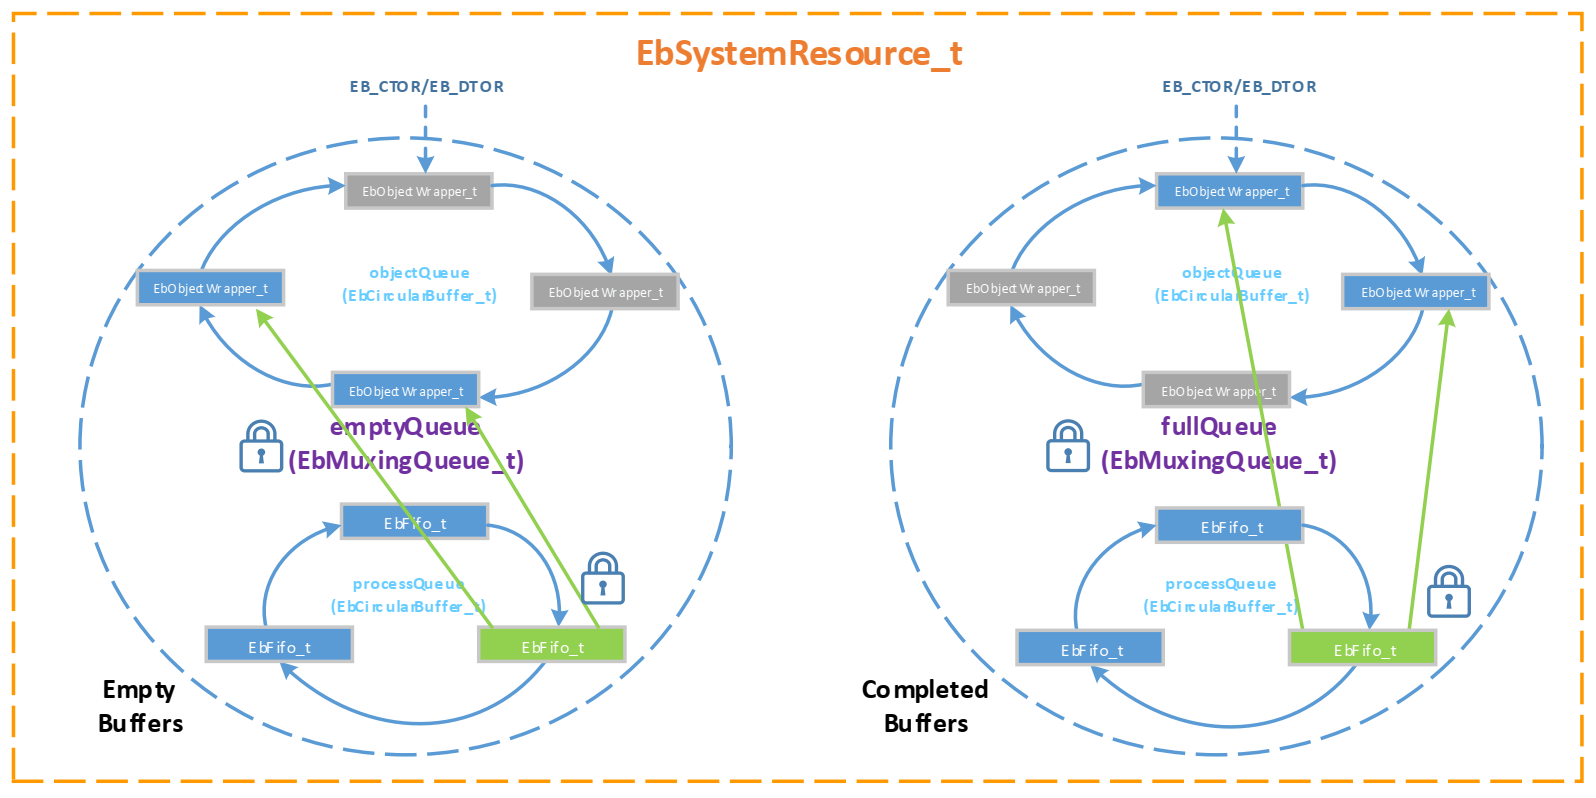 EbSystemResource_t
EB_CTOR/EB_DTOR
EbObjectWrapper_t
EbObjectWrapper_t
objectQueue
(EbCircularBuffer_t)
EbObjectWrapper_t
EbObjectWrapper_t
emptyQueue
(EbMuxingQueue_t)
EbFifo_t
processQueue
(EbCircularBuffer_t)
EbFifo_t
EbFifo_t
Empty
Buffers
EB_CTOR/EB_DTOR
EbObjectWrapper_t
EbObjectWrapper_t
objectQueue
(EbCircularBuffer_t)
EbObjectWrapper_t
EbObjectWrapper_t
fullQueue
(EbMuxingQueue_t)
EbFifo_t
processQueue
(EbCircularBuffer_t)
EbFifo_t
EbFifo_t
Completed
Buffers